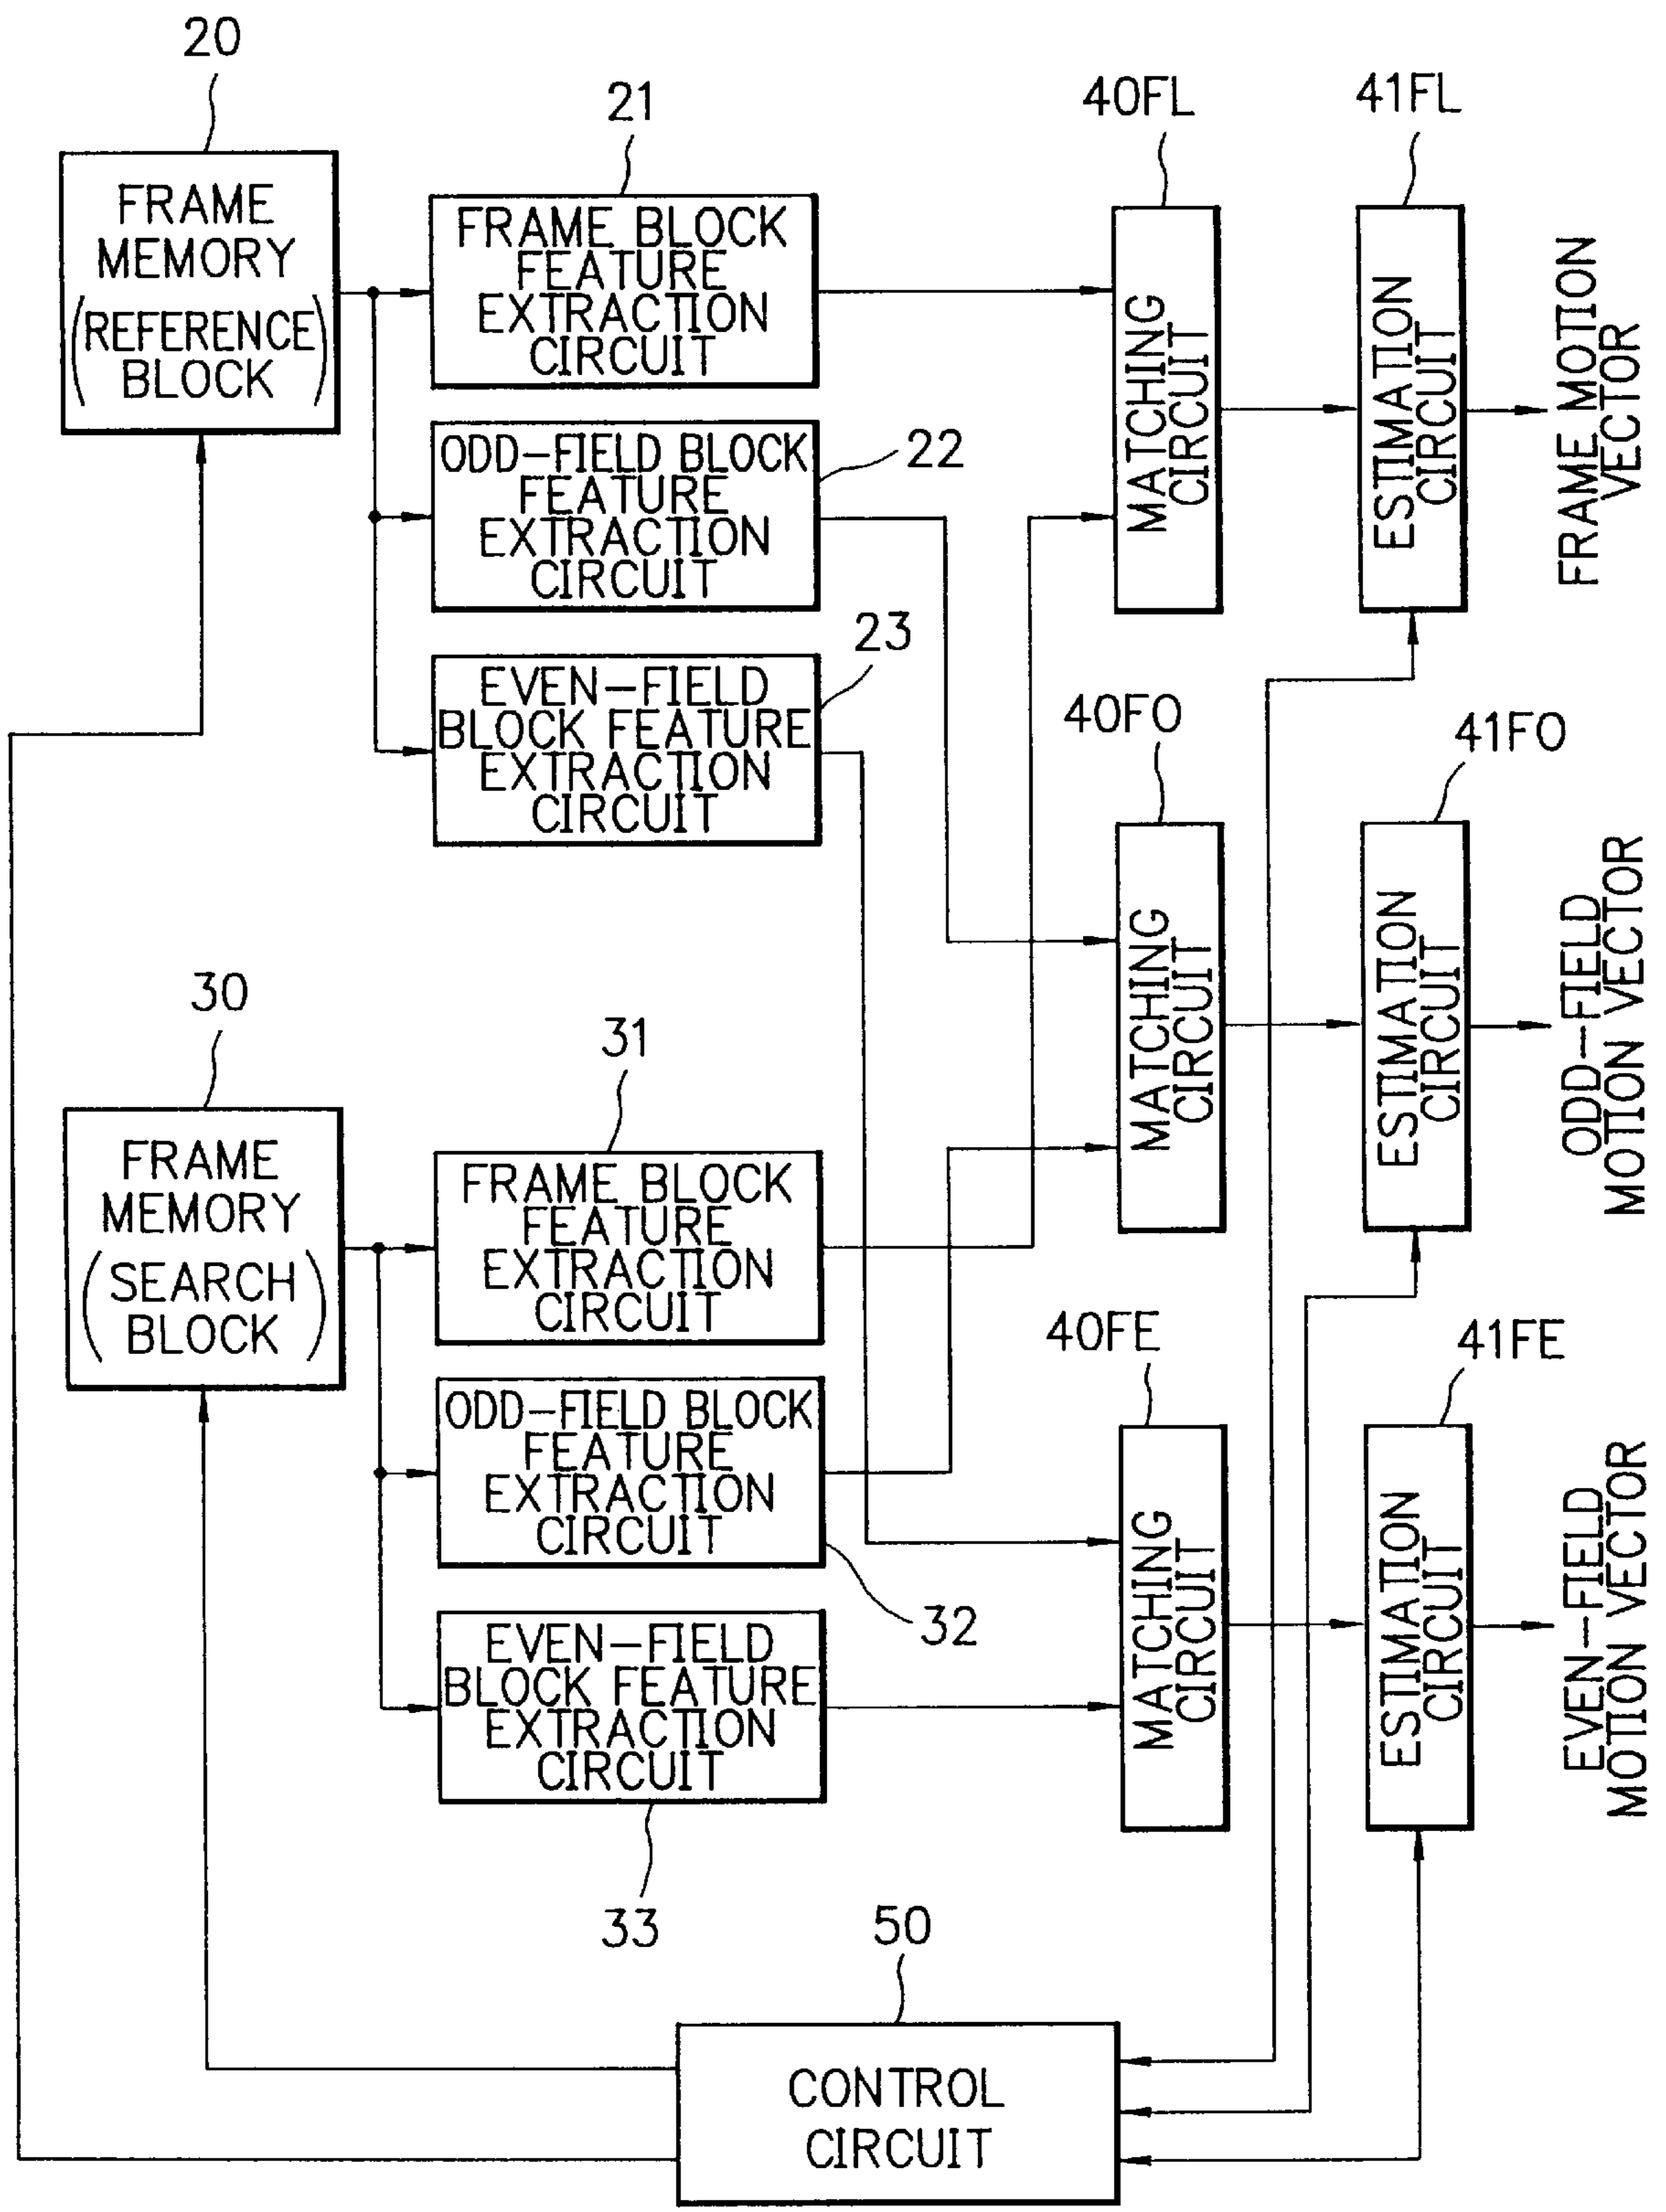 20
FRAME
MEMORY
(REFERENCE
BLOCK)
21
FRAME BLOCK
FEATURE
EXTRACTION
CIRCUIT
22
ODD-FIELD BLOCK
FEATURE
EXTRACTION
CIRCUIT
23
EVEN-FIELD
BLOCK FEATURE
EXTRACTION
CIRCUIT
40FL
MATCHING
CIRCUIT
41FL
ESTIMATION
CIRCUIT
FRAME MOTION
VECTOR
40FO
MATCHING
CIRCUIT
41FO
ESTIMATION
CIRCUIT
ODD-FIELD
MOTION VECTOR
30
FRAME
MEMORY
(SEARCH
BLOCK)
31
FRAME BLOCK
FEATURE
EXTRACTION
CIRCUIT
ODD-FIELD BLOCK
FEATURE
EXTRACTION
CIRCUIT
32
EVEN-FIELD
BLOCK FEATURE
EXTRACTION
CIRCUIT
33
40FE
MATCHING
CIRCUIT
41FE
ESTIMATION
CIRCUIT
EVEN-FIELD
MOTION VECTOR
50
CONTROL
CIRCUIT